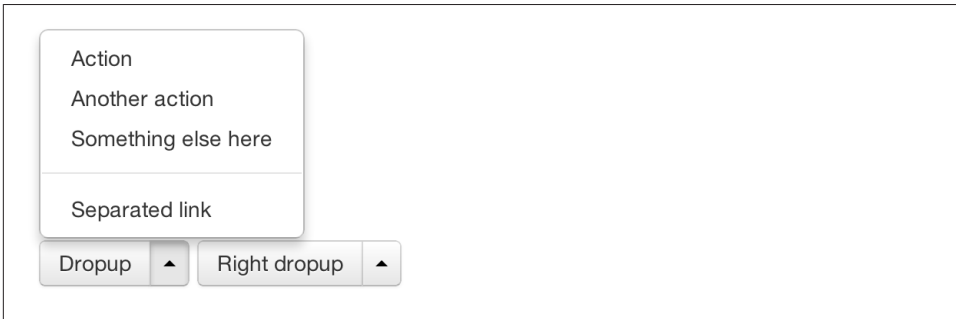 Action
Another action
Something else here
Separated link
Dropup Right dropup